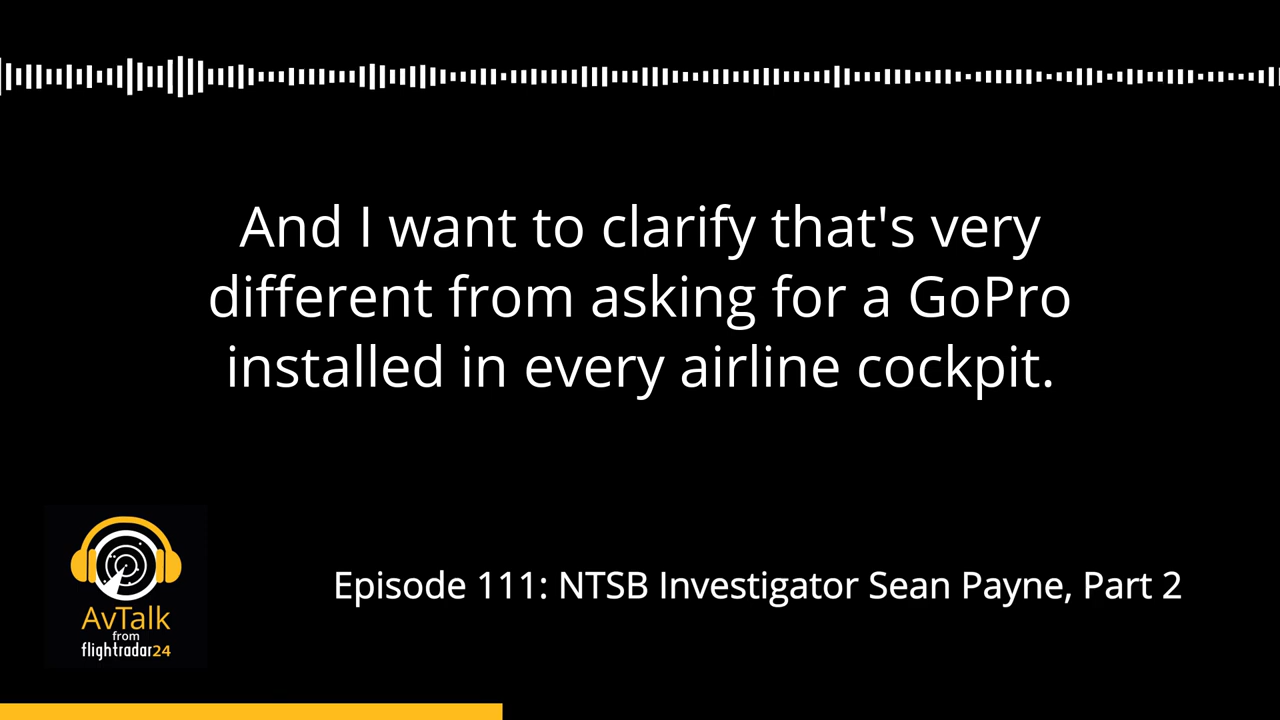 And I want to clarify that's very
different from asking for a GoPro
installed in every airline cockpit.
Episode 111: NTSB Investigator Sean Payne, Part 2
AvTalk
from
flightradar24